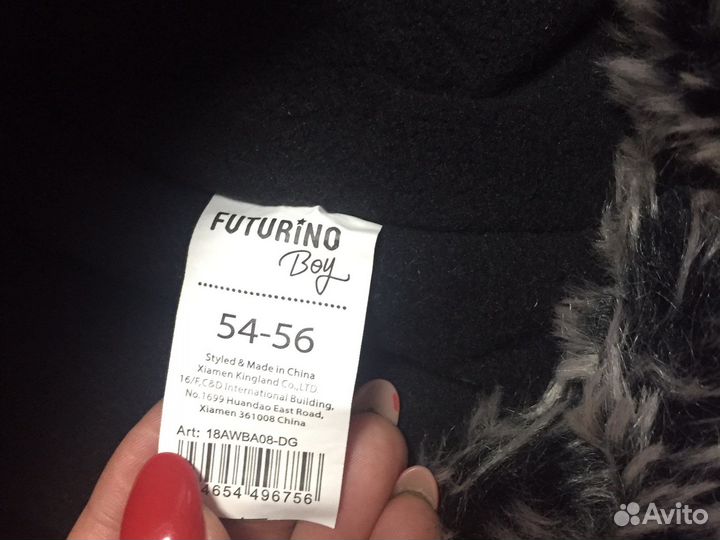 FUTURiNO
Boy
54-56
Styled & Made in China
Xiamen Kingland Co.,LTD.
16/F,C&D International Building,
No.1699 Huandao East Road,
Xiamen 361008 China
Art: 18AWBA08-DG
4654 496756
Avito